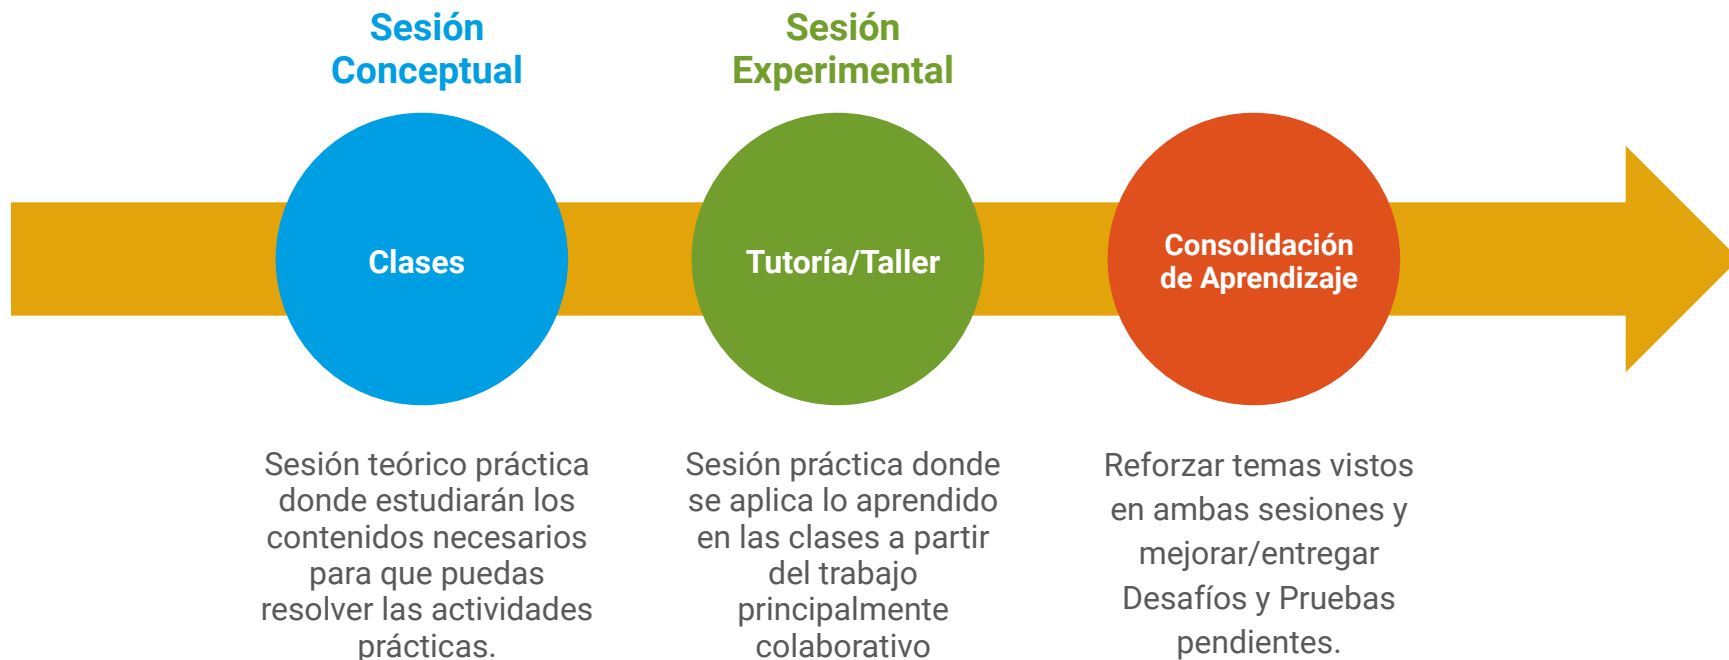 Sesión
Conceptual
Sesión
Experimental
Clases
Tutoría/Taller
Consolidación
de Aprendizaje
Sesión teórico práctica
donde estudiarán los
contenidos necesarios
para que puedas
resolver las actividades
prácticas.
Sesión práctica donde
se aplica lo aprendido
en las clases a partir
del trabajo
principalmente
colaborativo
Reforzar temas vistos
en ambas sesiones y
mejorar/entregar
Desafíos y Pruebas
pendientes.